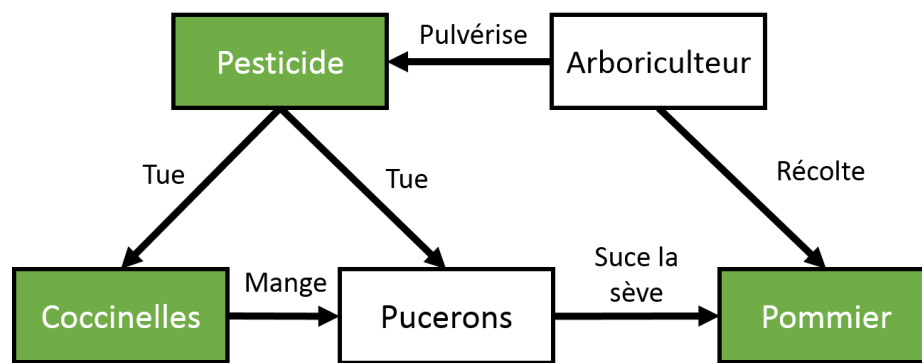 Pulvérise
Pesticide
Arboriculteur
Tue
Tue
Récolte
Mange
Suce la
sève
Coccinelles
Pucerons
Pommier